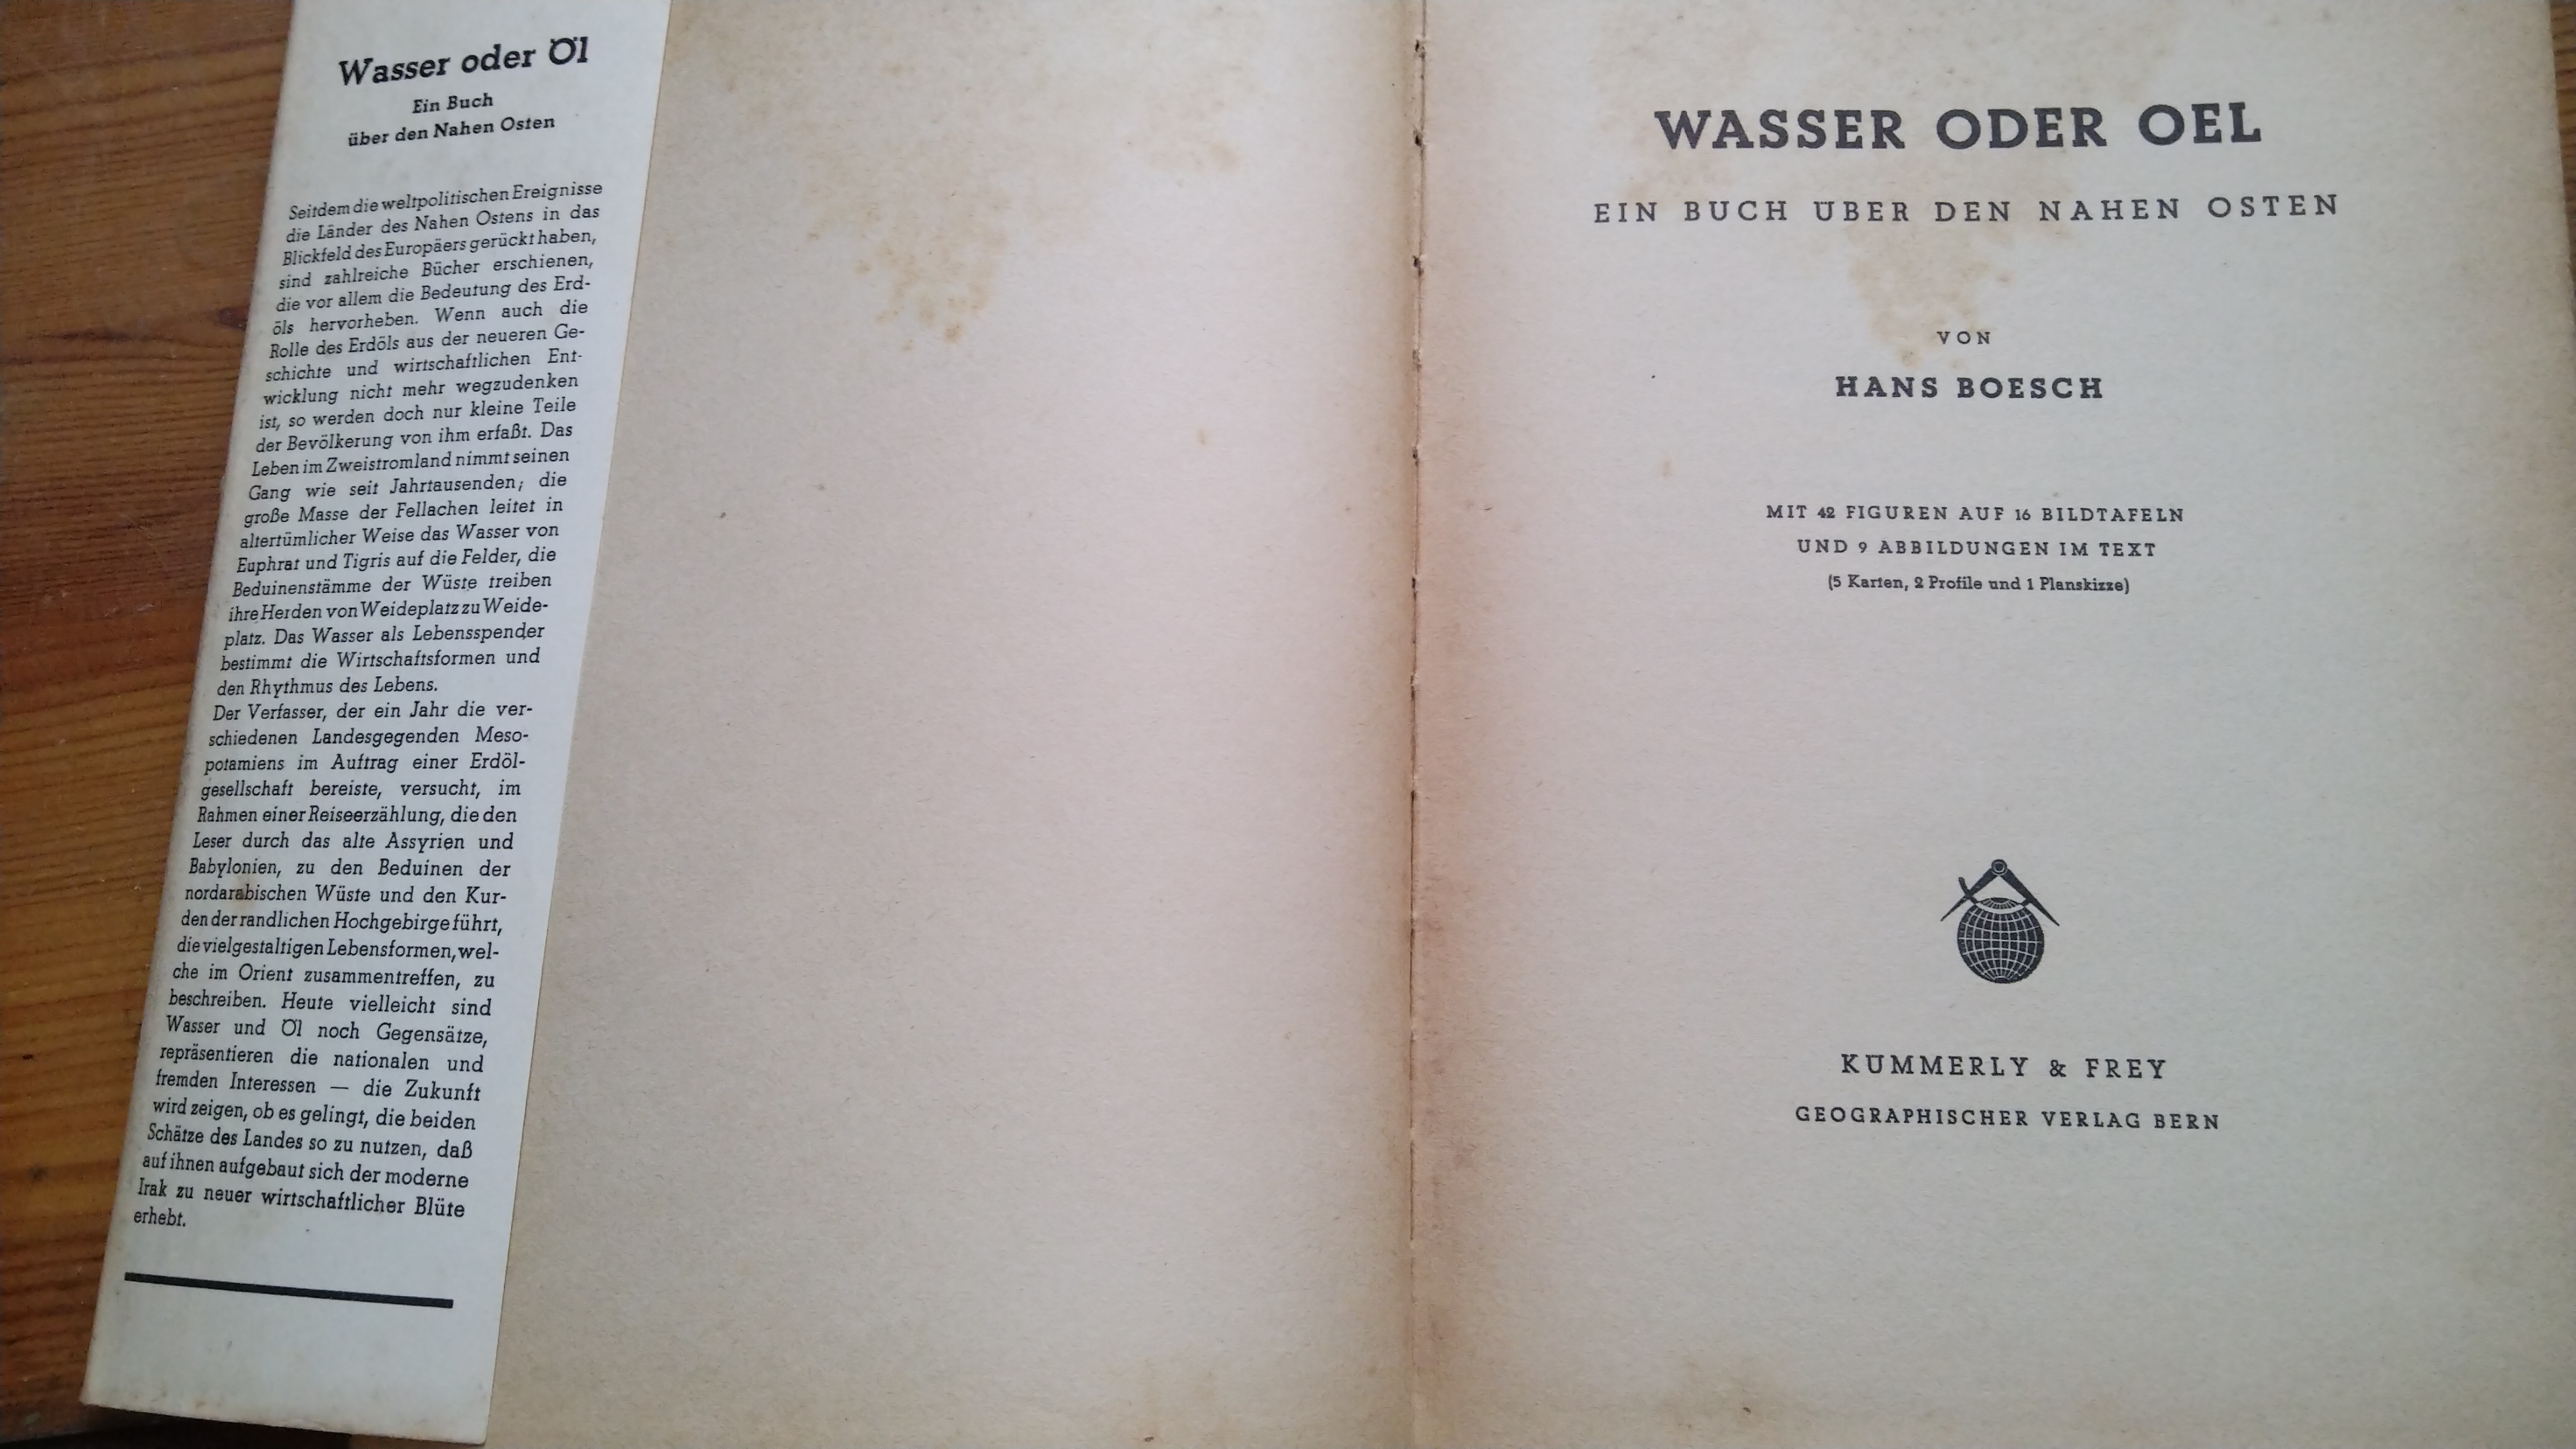 Wasser oder Öl
Ein Buch
über den Nahen Osten
Seitdem die weltpolitischen Ereignisse
die Länder des Nahen Ostens in das
Blickfeld des Europäers gerückt haben,
sind zahlreiche Bücher erschienen,
die vor allem die Bedeutung des Erd-
öls hervorheben. Wenn auch die
Rolle des Erdöls aus der neueren Ge-
schichte und wirtschaftlichen Ent-
wicklung nicht mehr wegzudenken
ist, so werden doch nur kleine Teile
der Bevölkerung von ihm erfaßt. Das
Leben im Zweistromland nimmt seinen
Gang wie seit Jahrtausenden; die
große Masse der Fellachen leitet in
altertümlicher Weise das Wasser von
Euphrat und Tigris auf die Felder, die
Beduinenstämme der Wüste treiben
ihre Herden von Weideplatz zu Weide-
platz. Das Wasser als Lebensspender
bestimmt die Wirtschaftsformen und
den Rhythmus des Lebens.
Der Verfasser, der ein Jahr die ver-
schiedenen Landesgegenden Meso-
potamiens im Auftrag einer Erdöl-
gesellschaft bereiste, versucht, im
Rahmen einer Reiseerzählung, die den
Leser durch das alte Assyrien und
Babylonien, zu den Beduinen der
nordarabischen Wüste und den Kur-
den der randlichen Hochgebirge führt,
die vielgestaltigen Lebensformen, wel-
che im Orient zusammentreffen, zu
beschreiben. Heute vielleicht sind
Wasser und Öl noch Gegensätze,
repräsentieren die nationalen und
fremden Interessen — die Zukunft
wird zeigen, ob es gelingt, die beiden
Schätze des Landes so zu nutzen, daß
auf ihnen aufgebaut sich der moderne
Irak zu neuer wirtschaftlicher Blüte
erhebt.
WASSER ODER OEL
EIN BUCH ÜBER DEN NAHEN OSTEN
VON
HANS BOESCH
MIT 42 FIGUREN AUF 16 BILDTAFELN
UND 9 ABBILDUNGEN IM TEXT
(5 Karten, 2 Profile und 1 Planskizze)
KÜMMERLY & FREY
GEOGRAPHISCHER VERLAG BERN